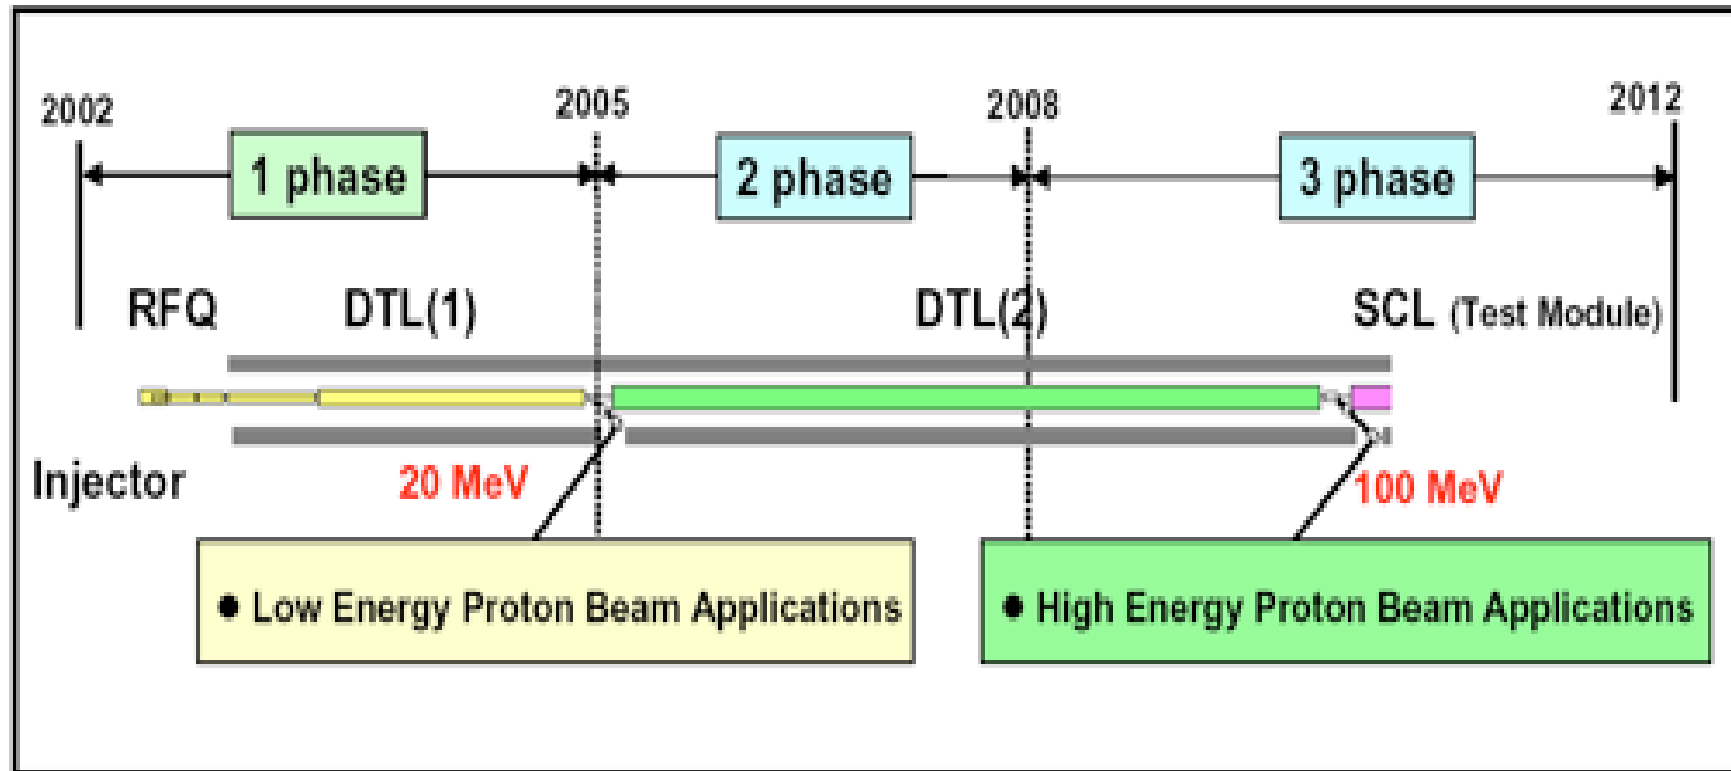 2002 2005 2008 2012
1 phase 2 phase 3 phase
RFQ DTL(1) DTL(2) SCL (Test Module)
Injector 20 MeV 100 MeV
● Low Energy Proton Beam Applications ● High Energy Proton Beam Applications